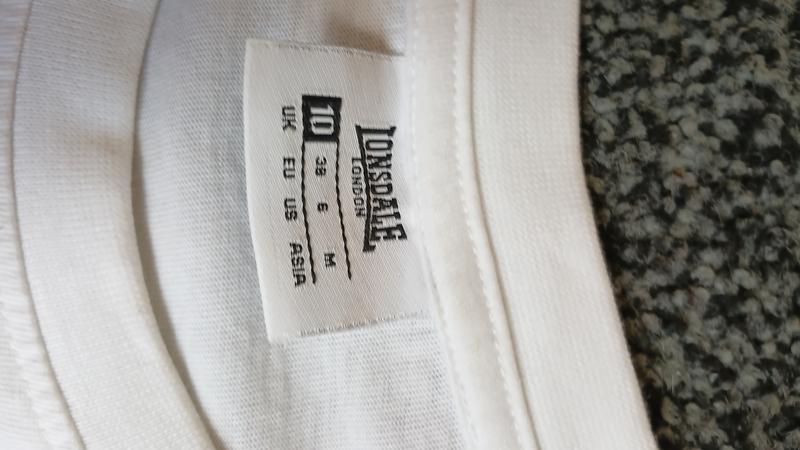 LONSDALE
LONDON
10 38 6 M
UK EU US ASIA